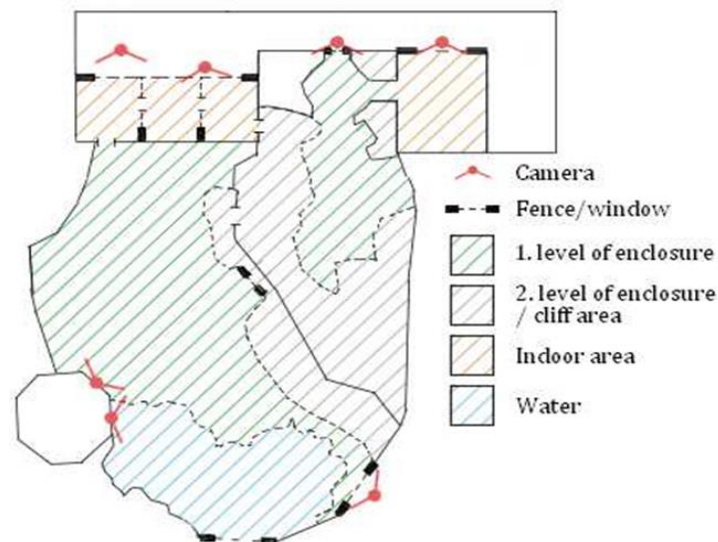 Camera
Fence/window
1. level of enclosure
2. level of enclosure
/ cliff area
Indoor area
Water